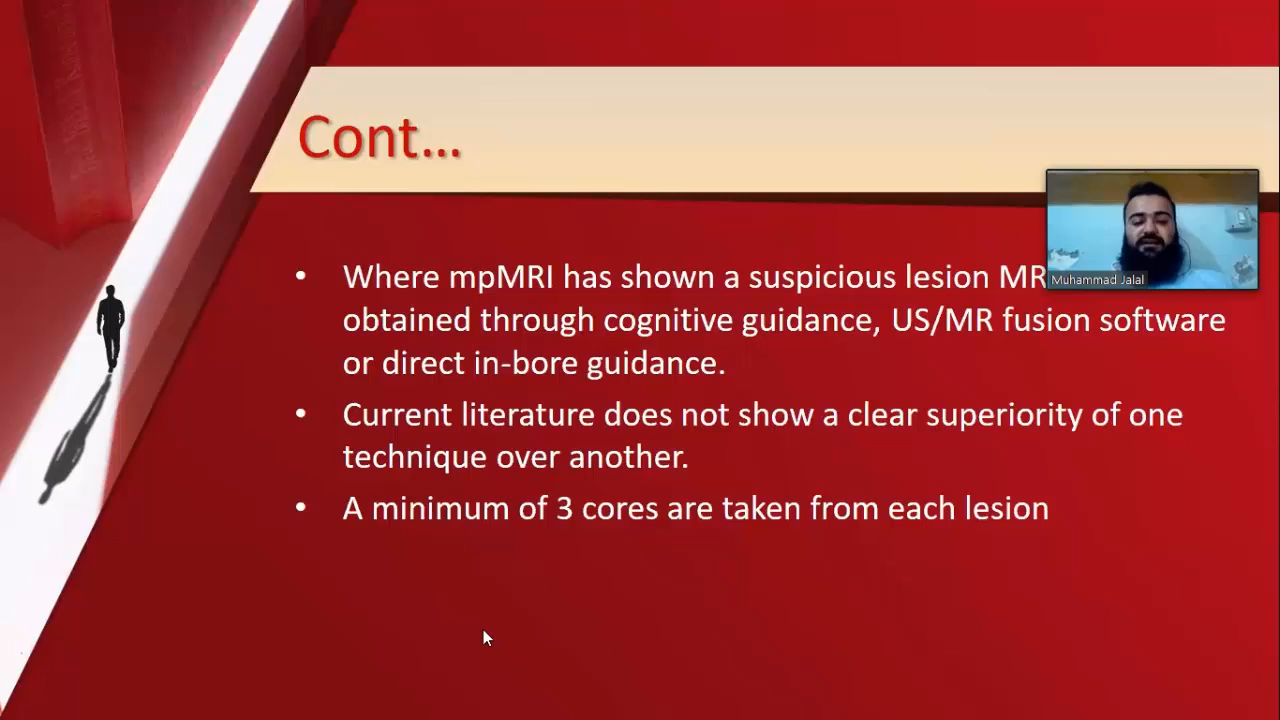 Cont...
• Where mpMRI has shown a suspicious lesion
obtained through cognitive guidance, US/MR fusion software
or direct in-bore guidance.
• Current literature does not show a clear superiority of one
technique over another.
• A minimum of 3 cores are taken from each lesion
Muhammad Jalal